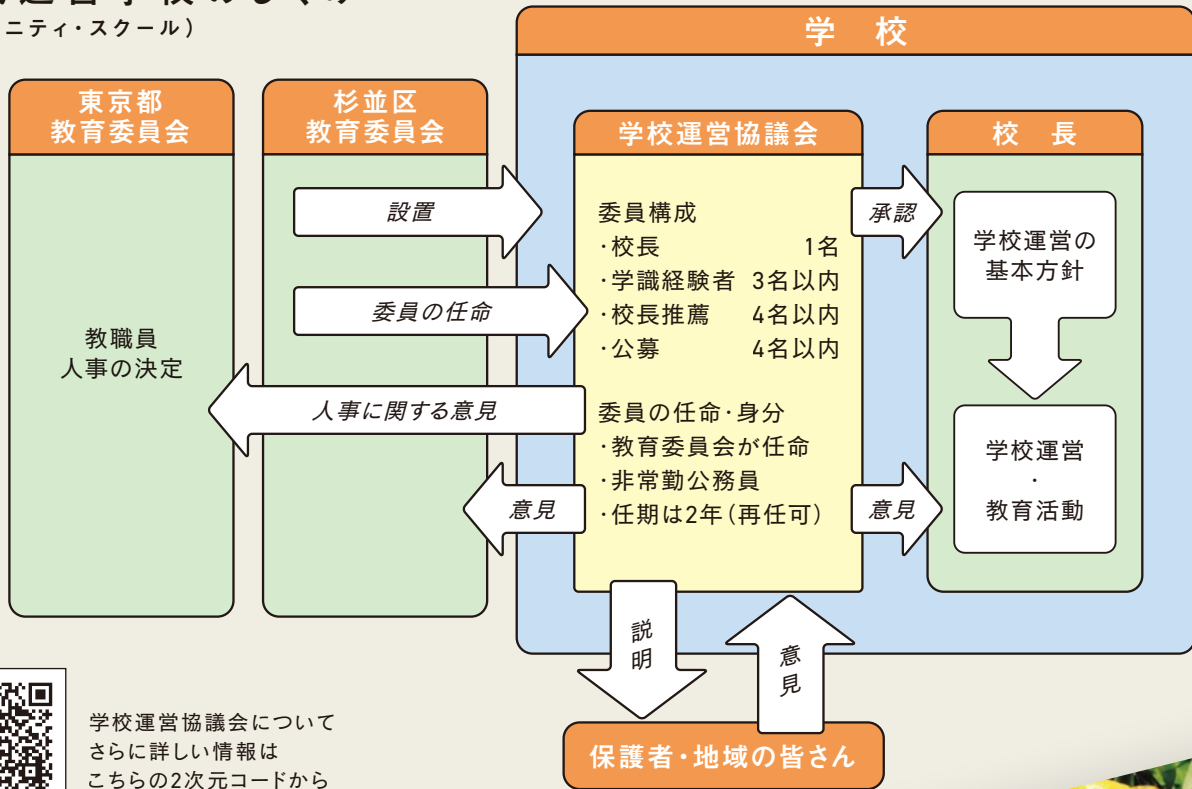 ニティ・スクール）
学　校
東京都
教育委員会
教職員
人事の決定
杉並区
教育委員会
設置
委員の任命
人事に関する意見
意見
学校運営協議会
委員構成
・校長　1名
・学識経験者　3名以内
・校長推薦　4名以内
・公募　4名以内
委員の任命・身分
・教育委員会が任命
・非常勤公務員
・任期は2年（再任可）
承認
意見
校　長
学校運営の
基本方針
学校運営
・
教育活動
説明
意見
保護者・地域の皆さん
学校運営協議会について
さらに詳しい情報は
こちらの2次元コードから